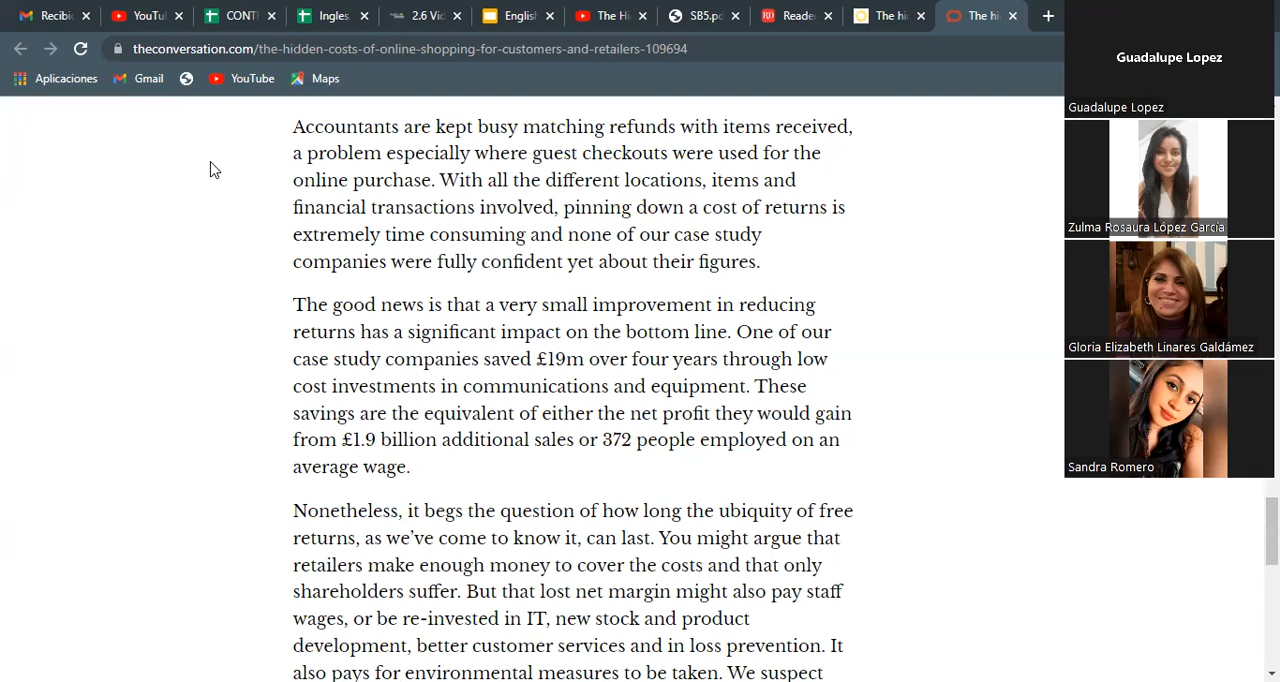 Recibi
YouTu
CONTI
Ingles
2.6 Vid
English
The Hi
SB5.pd
Reade
The hi
The hi
theconversation.com/the-hidden-costs-of-online-shopping-for-customers-and-retailers-109694
Aplicaciones
Gmail
YouTube
Maps
Accountants are kept busy matching refunds with items received,
a problem especially where guest checkouts were used for the
online purchase. With all the different locations, items and
financial transactions involved, pinning down a cost of returns is
extremely time consuming and none of our case study
companies were fully confident yet about their figures.
The good news is that a very small improvement in reducing
returns has a significant impact on the bottom line. One of our
case study companies saved £19m over four years through low
cost investments in communications and equipment. These
savings are the equivalent of either the net profit they would gain
from £1.9 billion additional sales or 372 people employed on an
average wage.
Nonetheless, it begs the question of how long the ubiquity of free
returns, as we've come to know it, can last. You might argue that
retailers make enough money to cover the costs and that only
shareholders suffer. But that lost net margin might also pay staff
wages, or be re-invested in IT, new stock and product
development, better customer services and in loss prevention. It
also pays for environmental measures to be taken. We suspect
Guadalupe Lopez
Guadalupe Lopez
Zulma Rosaura López García
Gloria Elizabeth Linares Galdámez
Sandra Romero